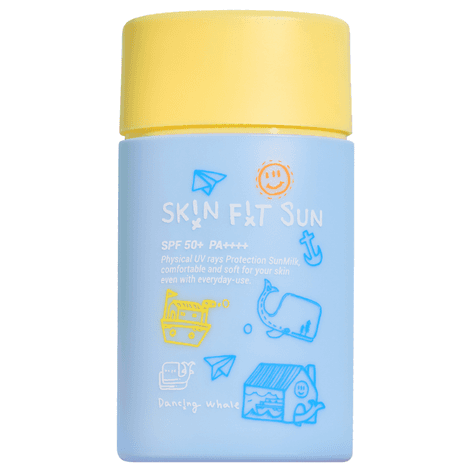 SKIN FIT SUN
SPF 50+ PA++++
Physical UV rays Protection SunMilk,
comfortable and soft for your skin
even with everyday-use.
Dancing whale